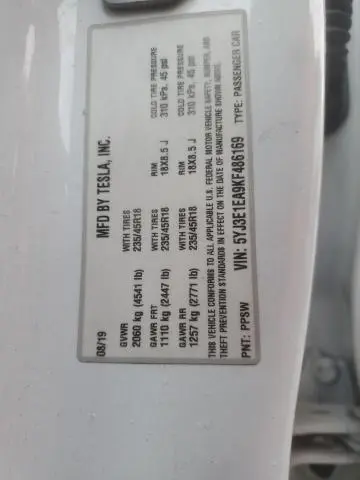 MFD BY TESLA, INC.
08/19
GVWR
2060 kg (4541 lb)
WITH TIRES
235/45R18
RIM
18X8.5 J
COLD TIRE PRESSURE
310 kPa, 45 psi
GAWR FRT
1110 kg (2447 lb)
WITH TIRES
235/45R18
GAWR RR
1257 kg (2771 lb)
WITH TIRES
235/45R18
RIM
18X8.5 J
COLD TIRE PRESSURE
310 kPa, 45 psi
THIS VEHICLE CONFORMS TO ALL APPLICABLE U.S. FEDERAL MOTOR VEHICLE SAFETY, BUMPER, AND
THEFT PREVENTION STANDARDS IN EFFECT ON THE DATE OF MANUFACTURE SHOWN ABOVE.
VIN: 5YJ3E1EA9KF486169
PNT: PPSW
TYPE: PASSENGER CAR